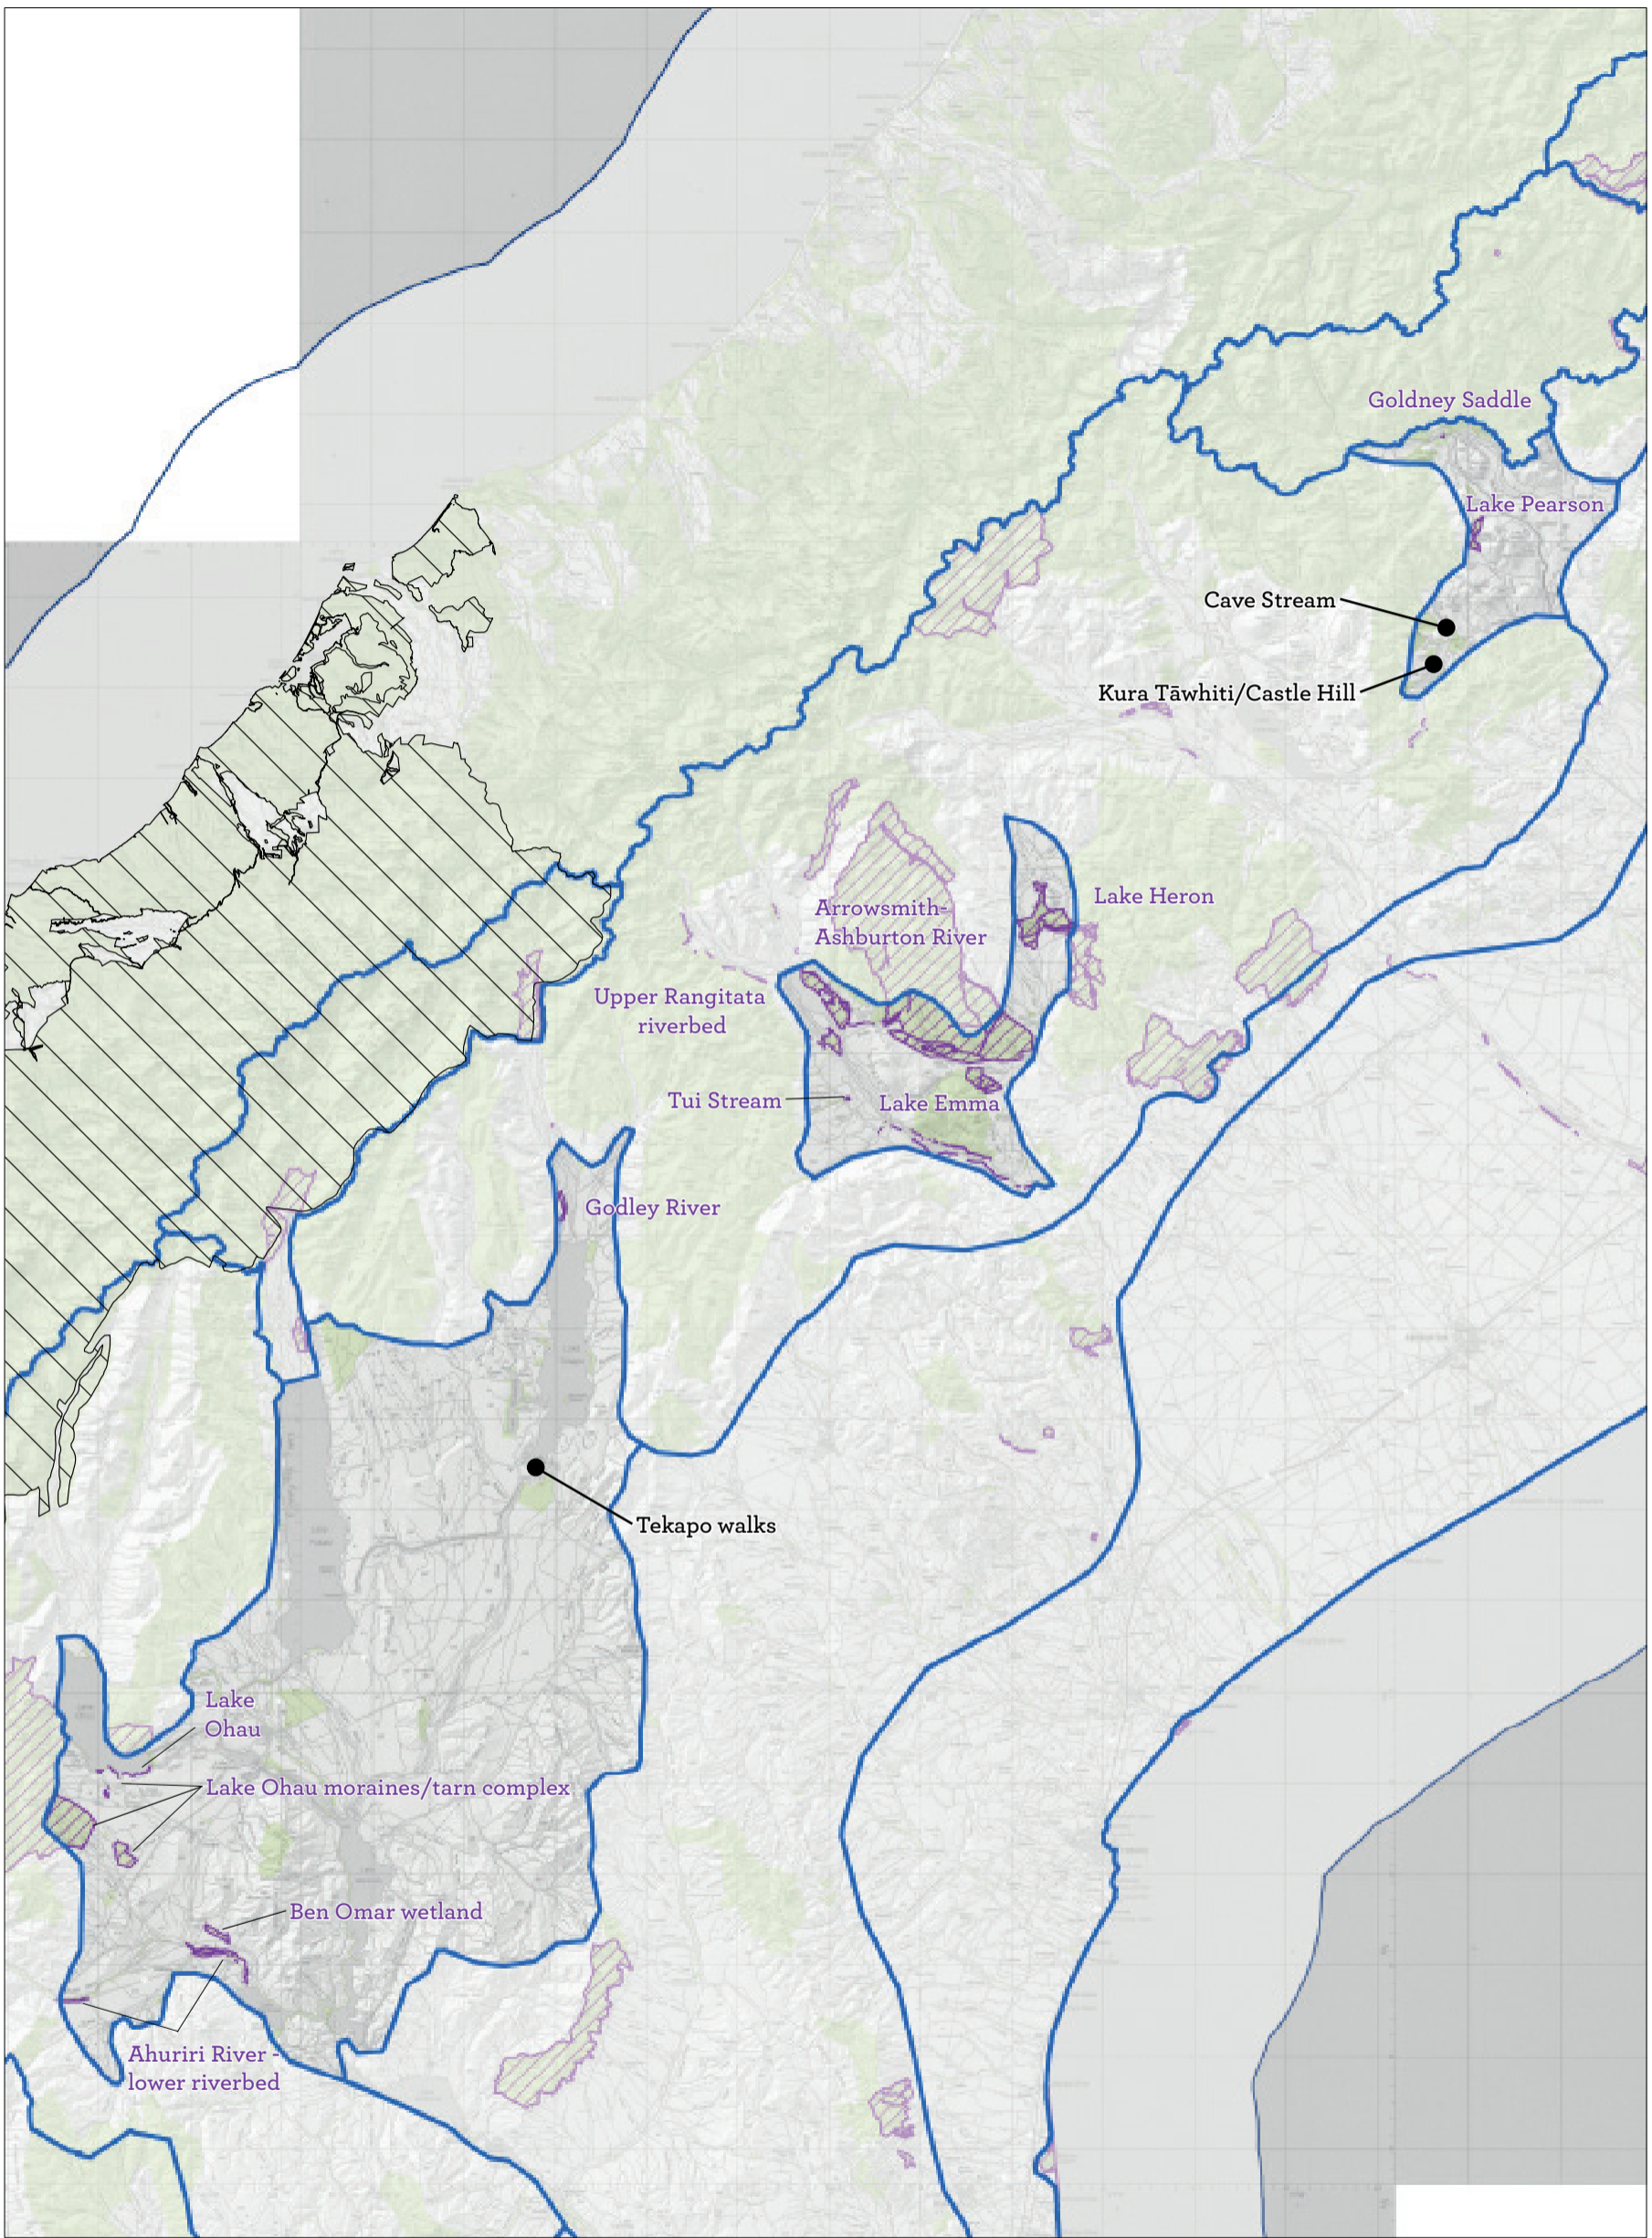 Goldney Saddle
Lake Pearson
Cave Stream
Kura Tāwhiti/Castle Hill
Lake Heron
Arrowsmith-
Ashburton River
Upper Rangitata
riverbed
Tui Stream
Lake Emma
Godley River
Tekapo walks
Lake
Ohau
Lake Ohau moraines/tarn complex
Ben Omar wetland
Ahuriri River -
lower riverbed